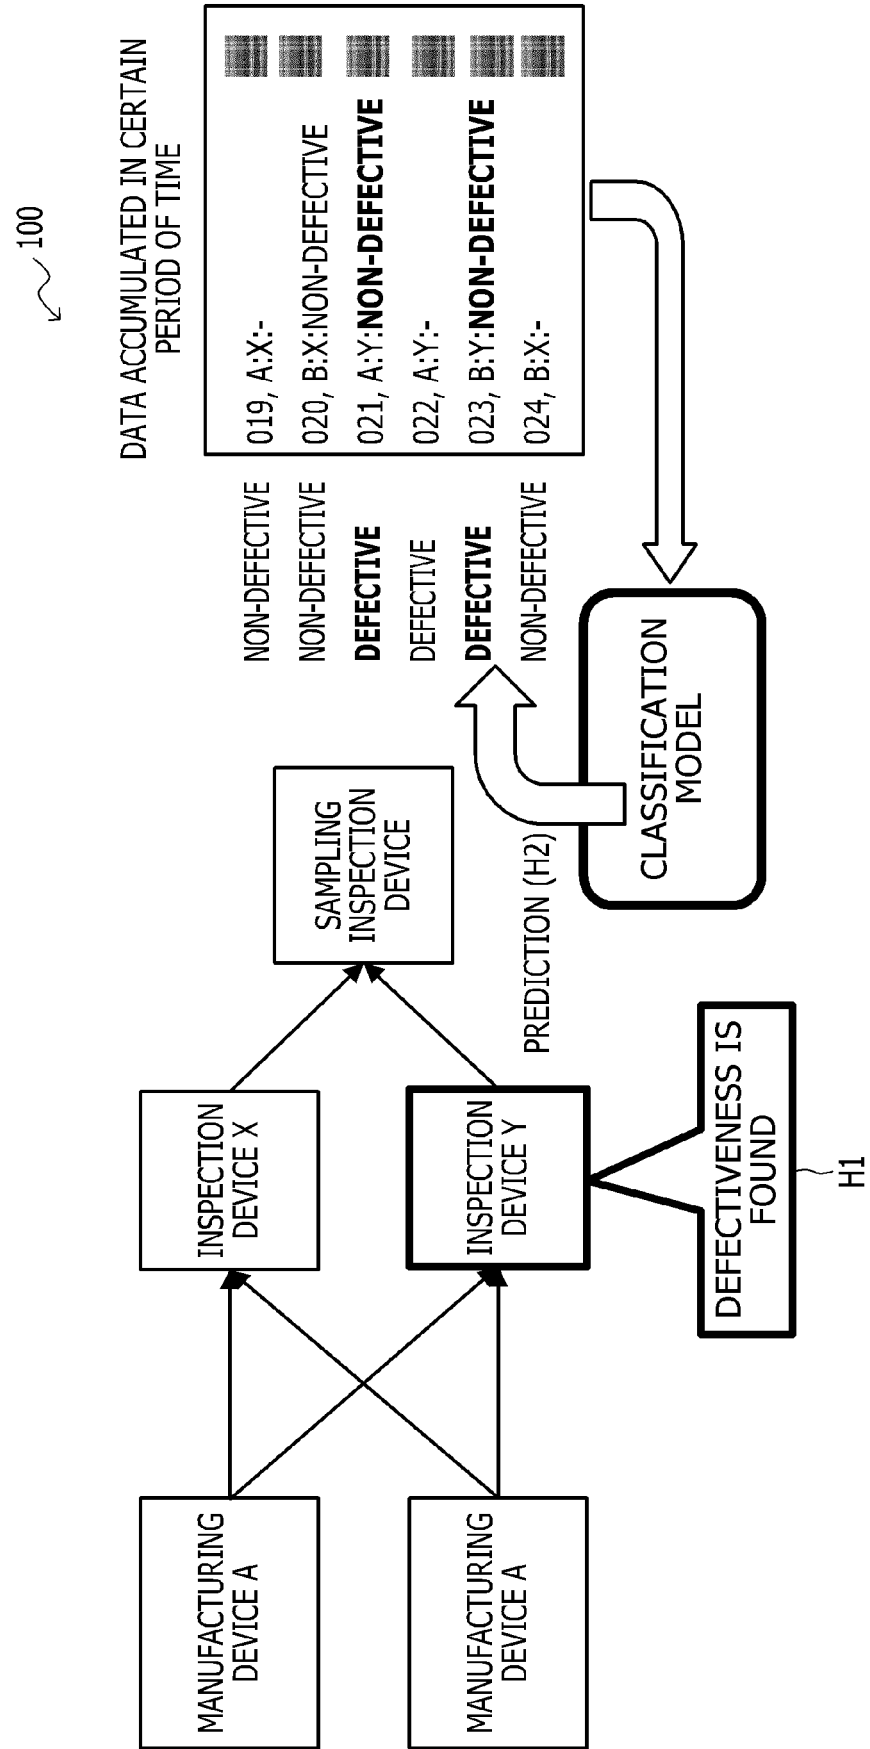 100
DATA ACCUMULATED IN CERTAIN
PERIOD OF TIME
MANUFACTURING
DEVICE A
MANUFACTURING
DEVICE A
INSPECTION
DEVICE X
INSPECTION
DEVICE Y
SAMPLING
INSPECTION
DEVICE
NON-DEFECTIVE
NON-DEFECTIVE
DEFECTIVE
DEFECTIVE
DEFECTIVE
NON-DEFECTIVE
019, A:X:-
020, B:X:NON-DEFECTIVE
021, A:Y:NON-DEFECTIVE
022, A:Y:-
023, B:Y:NON-DEFECTIVE
024, B:X:-
PREDICTION (H2)
CLASSIFICATION
MODEL
DEFECTIVENESS IS
FOUND
H1